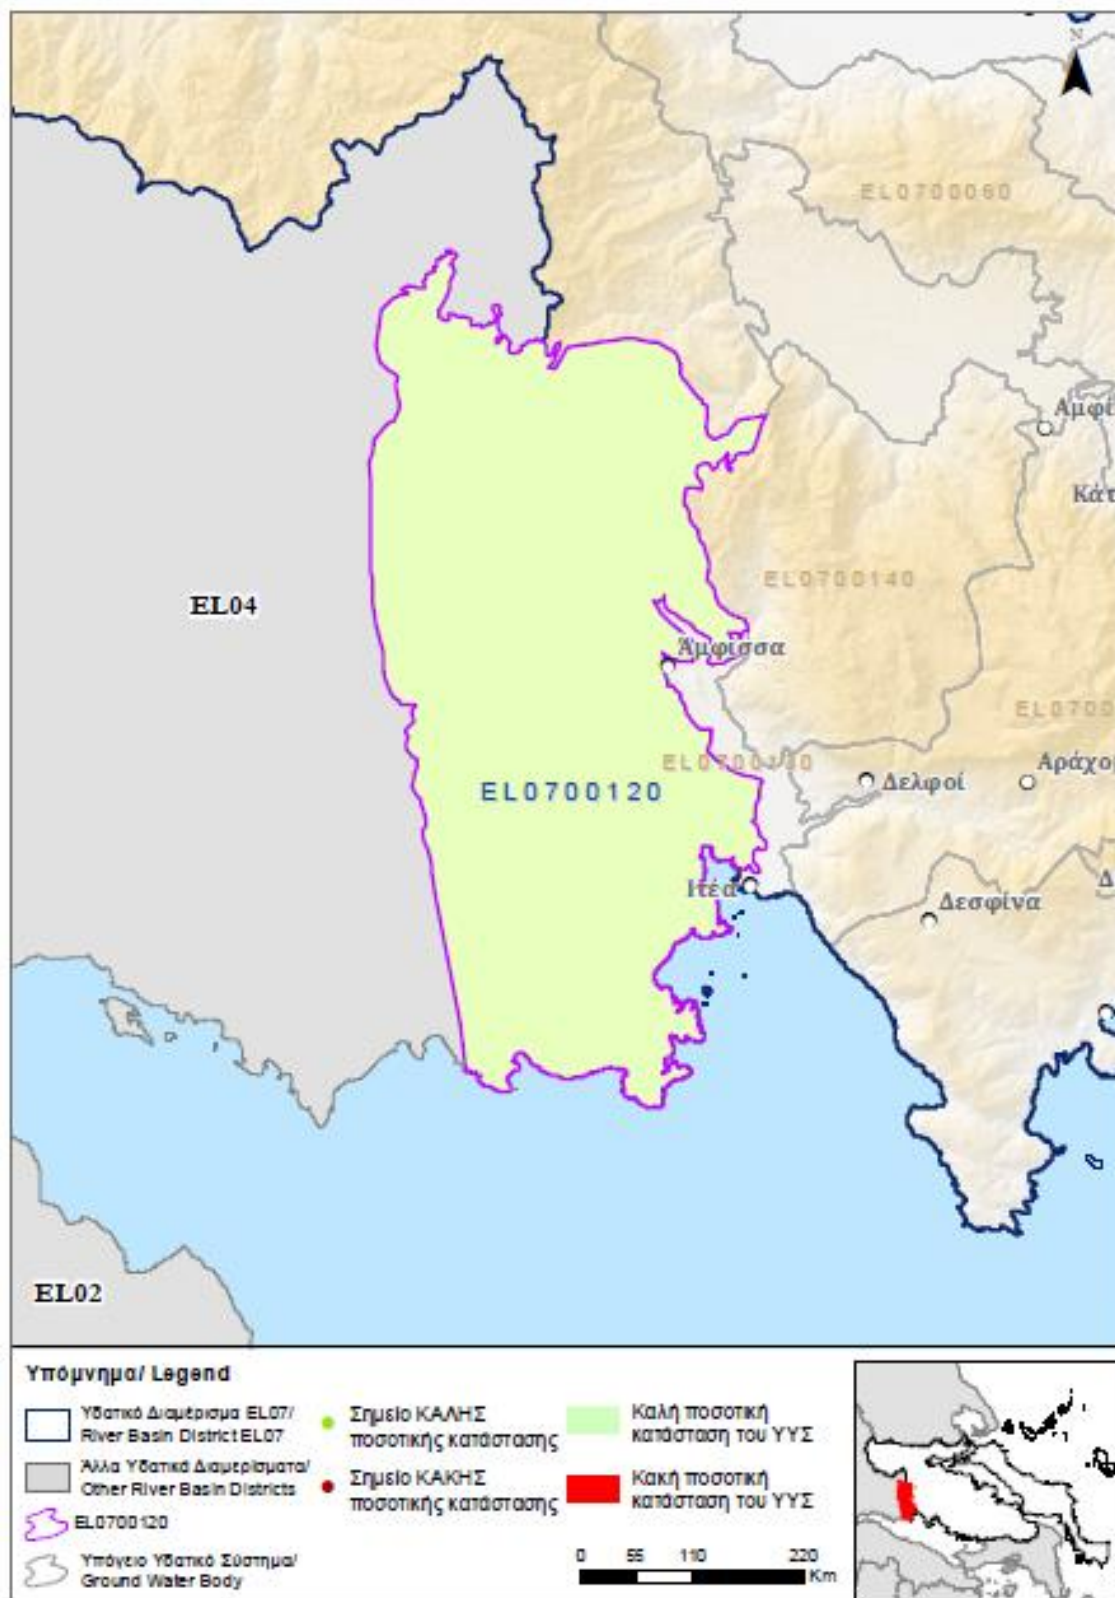 N
EL0700060
Αμφί
Κάτ
EL0700140
EL04
Άμφισσα
EL0700
EL0700130
Αράχο
Δελφοί
EL0700120
Ιτέα
Δεσφίνα
Δ
EL02
Υπόμνημα/ Legend
Υδατικό Διαμέρισμα EL07/
River Basin District EL07
Άλλα Υδατικά Διαμερίσματα/
Other River Basin Districts
EL0700120
Υπόγειο Υδατικό Σύστημα/
Ground Water Body
Σημείο ΚΑΛΗΣ
ποσοτικής κατάστασης
Σημείο ΚΑΚΗΣ
ποσοτικής κατάστασης
Καλή ποσοτική
κατάσταση του ΥΥΣ
Κακή ποσοτική
κατάσταση του ΥΥΣ
0 55 110 220
Km